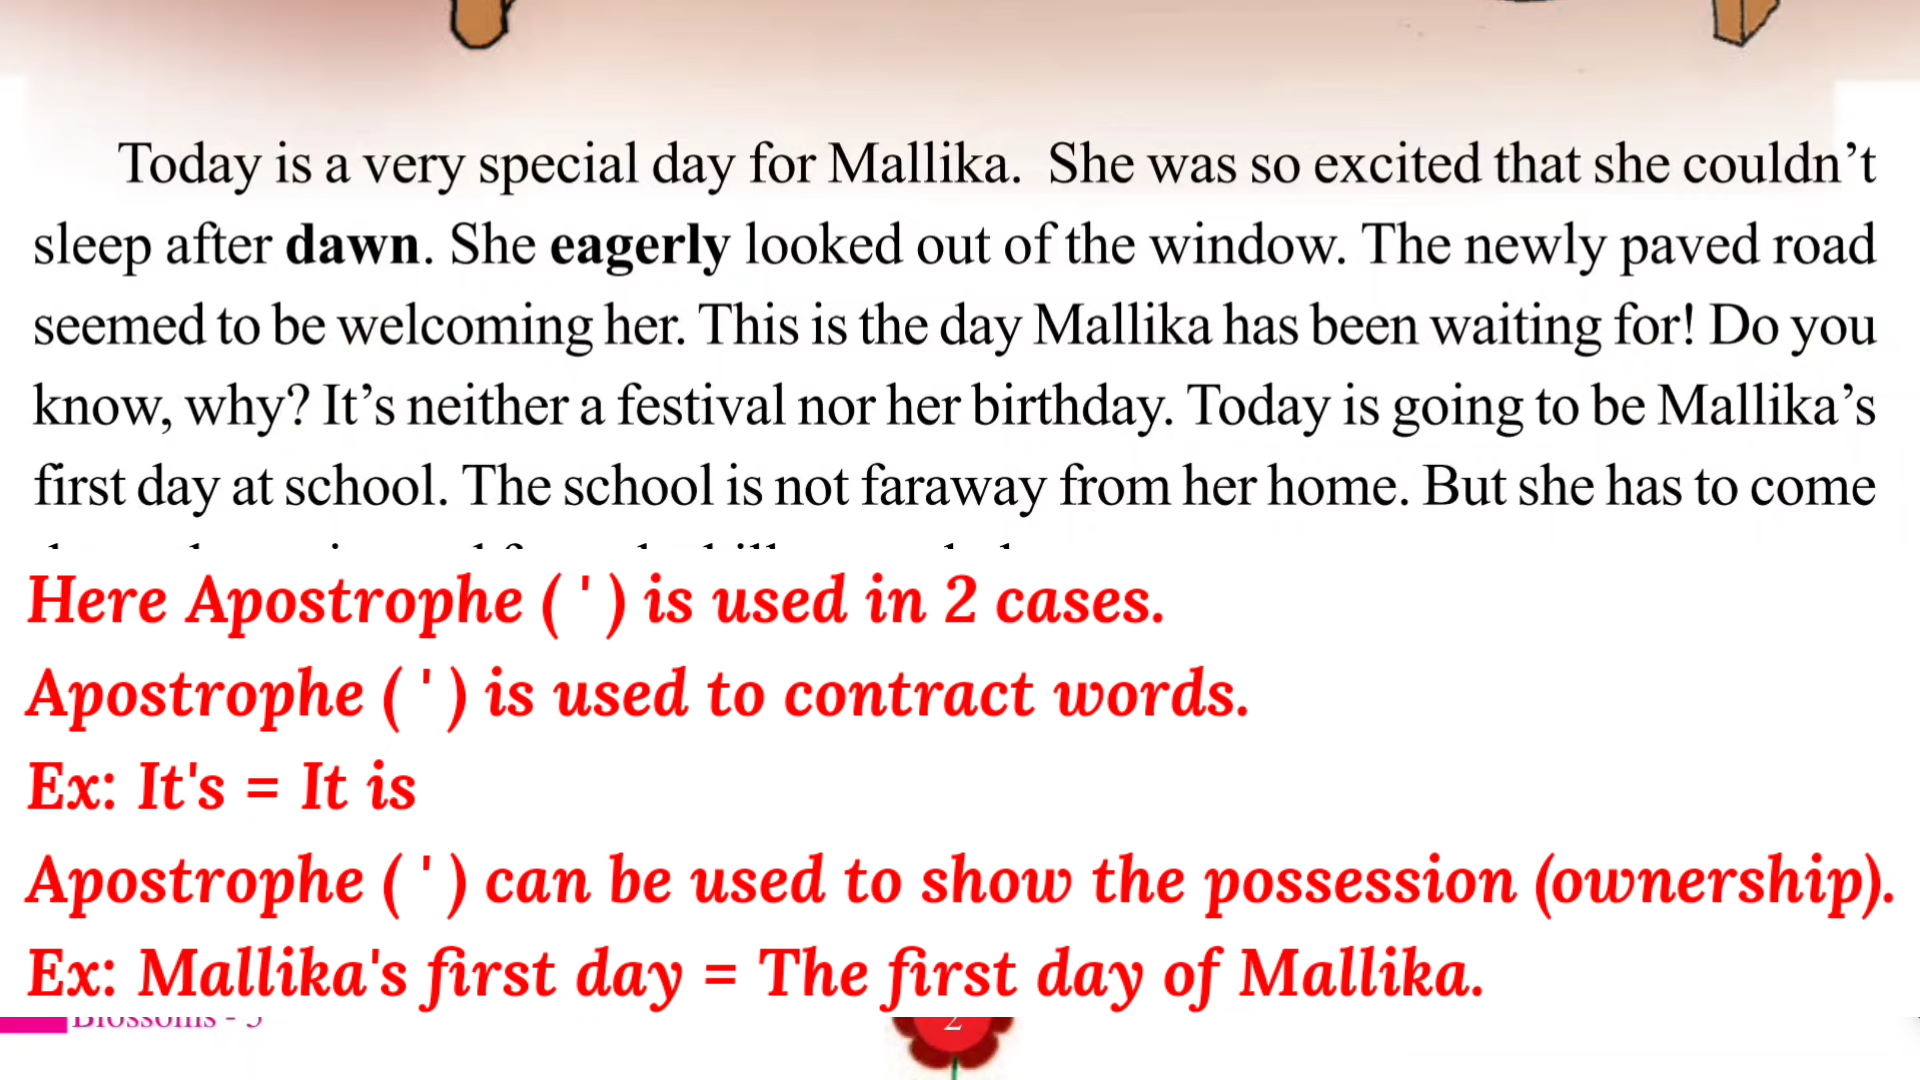 Today is a very special day for Mallika.  She was so excited that she couldn’t
sleep after dawn. She eagerly looked out of the window. The newly paved road
seemed to be welcoming her. This is the day Mallika has been waiting for! Do you
know, why? It’s neither a festival nor her birthday. Today is going to be Mallika’s
first day at school. The school is not faraway from her home. But she has to come
Here Apostrophe ( ' ) is used in 2 cases.
Apostrophe ( ' ) is used to contract words.
Ex: It's = It is
Apostrophe ( ' ) can be used to show the possession (ownership).
Ex: Mallika's first day = The first day of Mallika.
Blossoms -
2